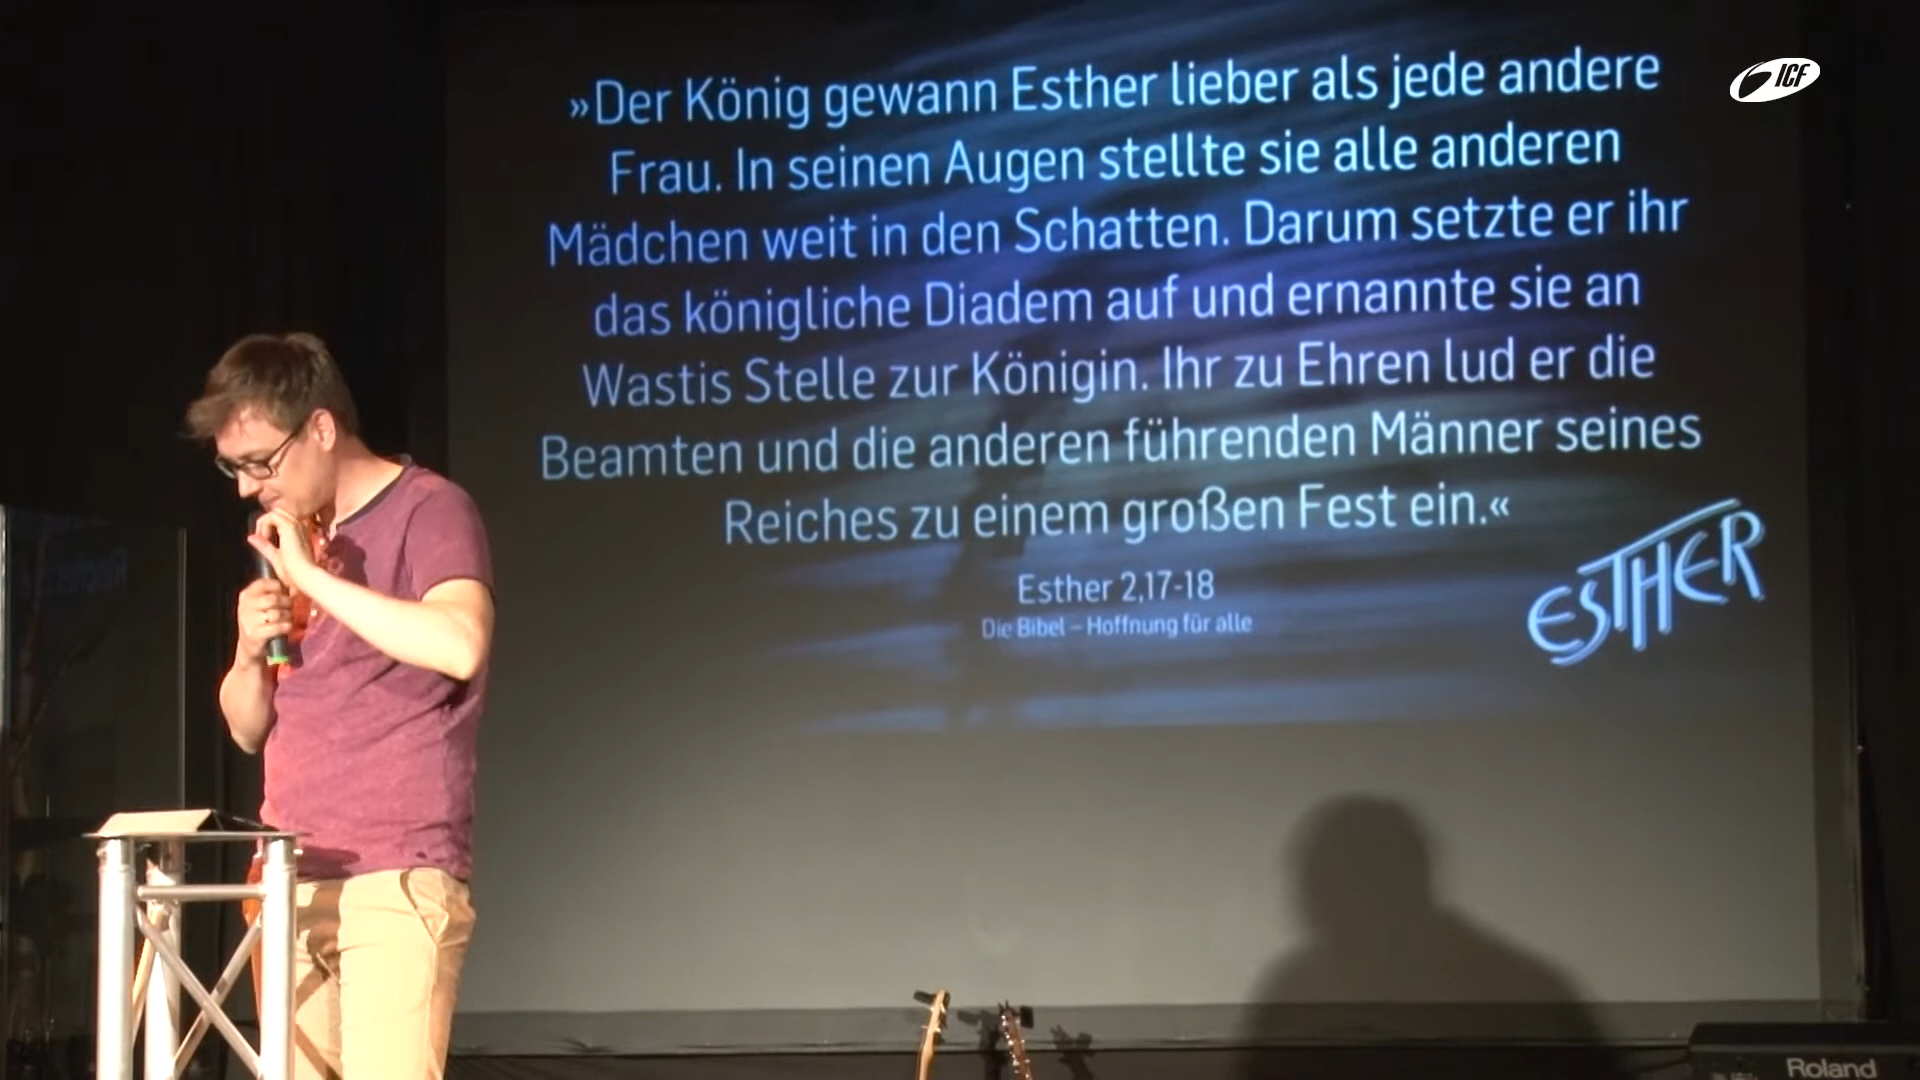 ICF
»Der König gewann Esther lieber als jede andere
Frau. In seinen Augen stellte sie alle anderen
Mädchen weit in den Schatten. Darum setzte er ihr
das königliche Diadem auf und ernannte sie an
Wastis Stelle zur Königin. Ihr zu Ehren lud er die
Beamten und die anderen führenden Männer seines
Reiches zu einem großen Fest ein.«
Esther 2,17-18
Die Bibel – Hoffnung für alle
ESTHER
Roland